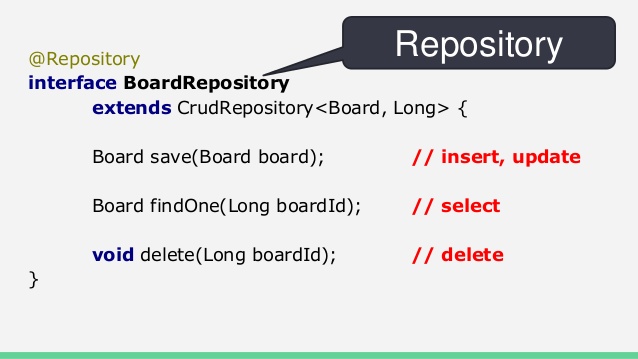 Repository
@Repository
interface BoardRepository
extends CrudRepository<Board, Long> {
Board save(Board board); // insert, update
Board findOne(Long boardId); // select
void delete(Long boardId); // delete
}